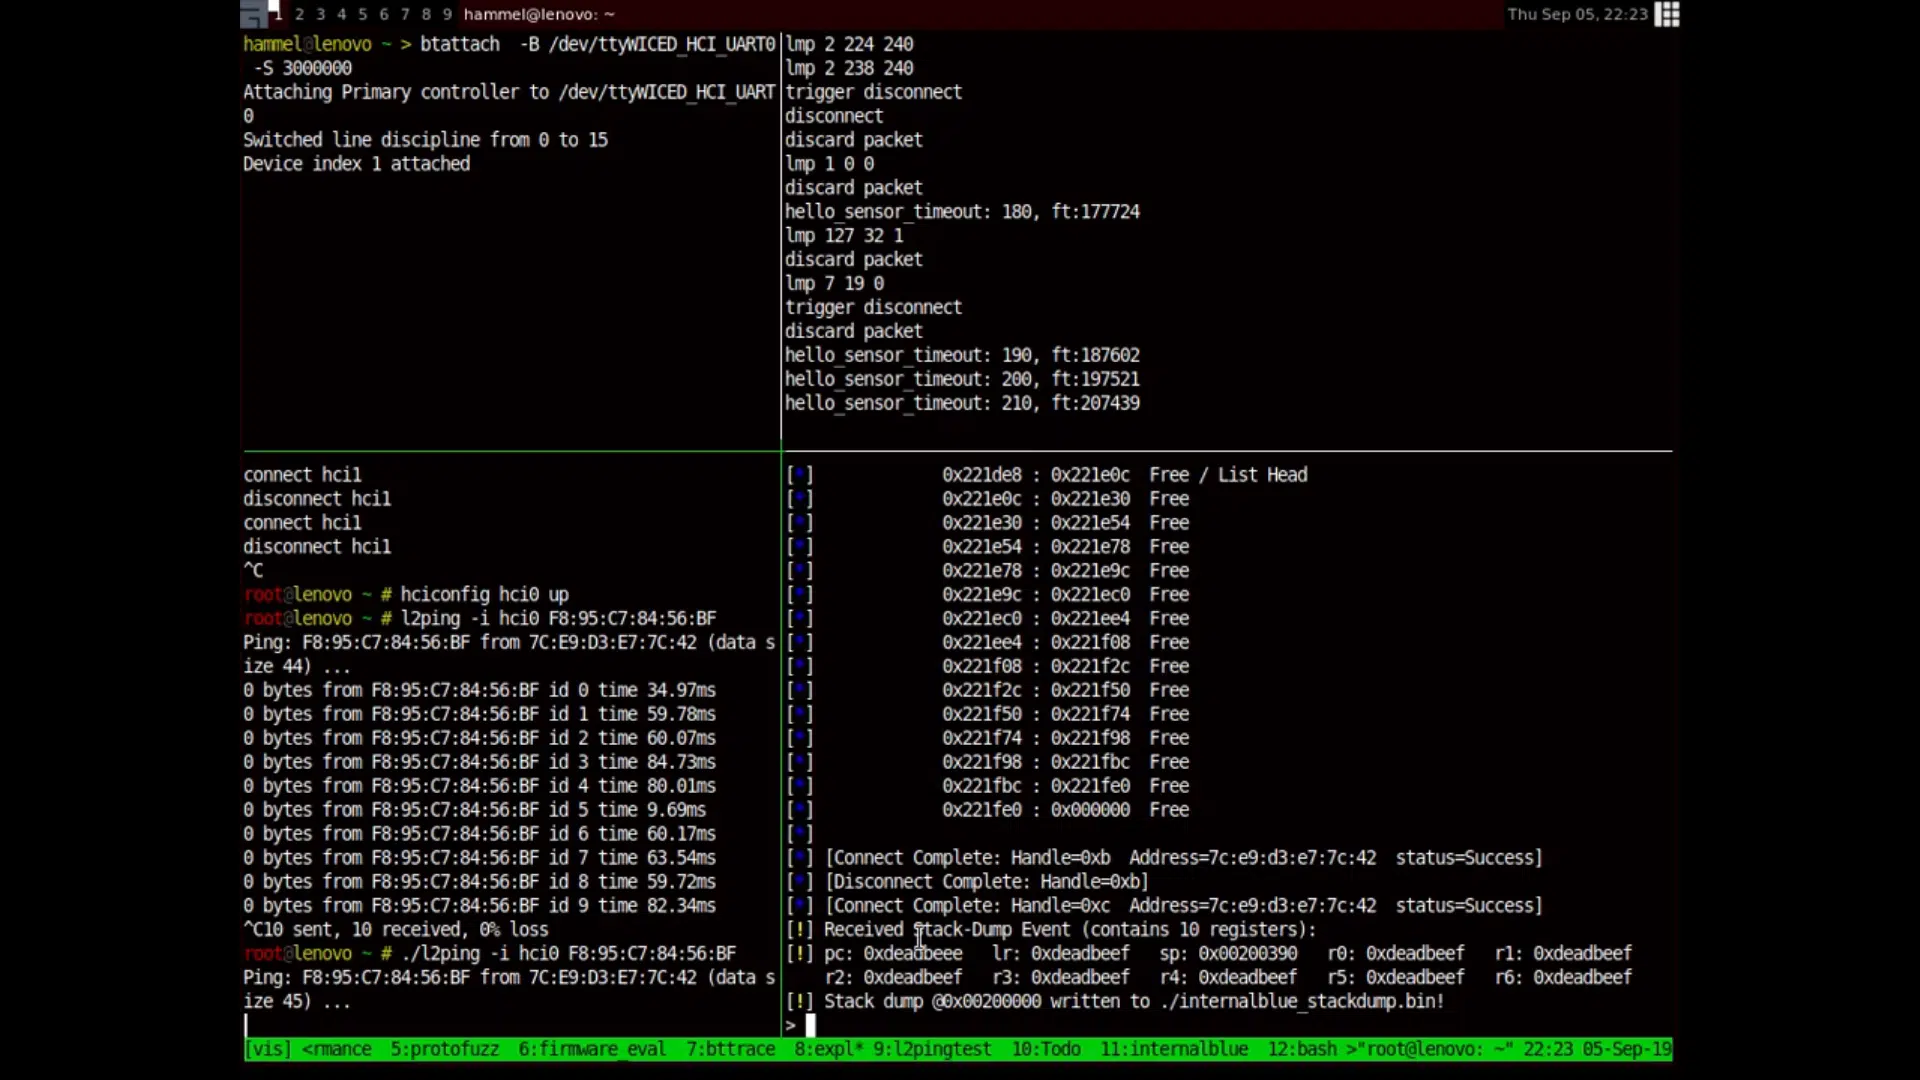 1 2 3 4 5 6 7 8 9 hammel@lenovo: ~
Thu Sep 05, 22:23
hammel@lenovo ~ > btattach  -B /dev/ttyWICED_HCI_UART0
-S 3000000
Attaching Primary controller to /dev/ttyWICED_HCI_UART
0
Switched line discipline from 0 to 15
Device index 1 attached
lmp 2 224 240
lmp 2 238 240
trigger disconnect
disconnect
discard packet
lmp 1 0 0
discard packet
hello_sensor_timeout: 180, ft:177724
lmp 127 32 1
discard packet
lmp 7 19 0
trigger disconnect
discard packet
hello_sensor_timeout: 190, ft:187602
hello_sensor_timeout: 200, ft:197521
hello_sensor_timeout: 210, ft:207439
connect hci1
disconnect hci1
connect hci1
disconnect hci1
^C
root@lenovo ~ # hciconfig hci0 up
root@lenovo ~ # l2ping -i hci0 F8:95:C7:84:56:BF
Ping: F8:95:C7:84:56:BF from 7C:E9:D3:E7:7C:42 (data s
ize 44) ...
0 bytes from F8:95:C7:84:56:BF id 0 time 34.97ms
0 bytes from F8:95:C7:84:56:BF id 1 time 59.78ms
0 bytes from F8:95:C7:84:56:BF id 2 time 60.07ms
0 bytes from F8:95:C7:84:56:BF id 3 time 84.73ms
0 bytes from F8:95:C7:84:56:BF id 4 time 80.01ms
0 bytes from F8:95:C7:84:56:BF id 5 time 9.69ms
0 bytes from F8:95:C7:84:56:BF id 6 time 60.17ms
0 bytes from F8:95:C7:84:56:BF id 7 time 63.54ms
0 bytes from F8:95:C7:84:56:BF id 8 time 59.72ms
0 bytes from F8:95:C7:84:56:BF id 9 time 82.34ms
^C10 sent, 10 received, 0% loss
root@lenovo ~ # ./l2ping -i hci0 F8:95:C7:84:56:BF
Ping: F8:95:C7:84:56:BF from 7C:E9:D3:E7:7C:42 (data s
ize 45) ...
[*] 0x221de8 : 0x221e0c  Free / List Head
[*] 0x221e0c : 0x221e30  Free
[*] 0x221e30 : 0x221e54  Free
[*] 0x221e54 : 0x221e78  Free
[*] 0x221e78 : 0x221e9c  Free
[*] 0x221e9c : 0x221ec0  Free
[*] 0x221ec0 : 0x221ee4  Free
[*] 0x221ee4 : 0x221f08  Free
[*] 0x221f08 : 0x221f2c  Free
[*] 0x221f2c : 0x221f50  Free
[*] 0x221f50 : 0x221f74  Free
[*] 0x221f74 : 0x221f98  Free
[*] 0x221f98 : 0x221fbc  Free
[*] 0x221fbc : 0x221fe0  Free
[*] 0x221fe0 : 0x000000  Free
[*]
[*] [Connect Complete: Handle=0xb  Address=7c:e9:d3:e7:7c:42  status=Success]
[*] [Disconnect Complete: Handle=0xb]
[*] [Connect Complete: Handle=0xc  Address=7c:e9:d3:e7:7c:42  status=Success]
[!] Received Stack-Dump Event (contains 10 registers):
[!] pc: 0xdeadbeee   lr: 0xdeadbeef   sp: 0x00200390   r0: 0xdeadbeef   r1: 0xdeadbeef
r2: 0xdeadbeef   r3: 0xdeadbeef   r4: 0xdeadbeef   r5: 0xdeadbeef   r6: 0xdeadbeef
[!] Stack dump @0x00200000 written to ./internalblue_stackdump.bin!
>
[vis] <rmance  5:protofuzz  6:firmware_eval  7:bttrace  8:expl* 9:l2pingtest  10:Todo  11:internalblue  12:bash >"root@lenovo: ~" 22:23 05-Sep-19